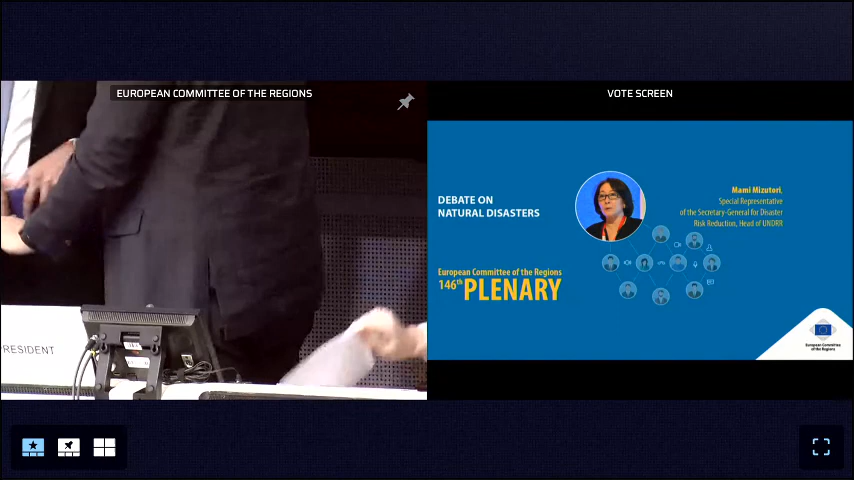 EUROPEAN COMMITTEE OF THE REGIONS
RESIDENT
VOTE SCREEN
DEBATE ON
NATURAL DISASTERS
Mami Mizutori,
Special Representative
of the Secretary-General for Disaster
Risk Reduction, Head of UNDRR
European Committee of the Regions
146th PLENARY
European Committee
of the Regions